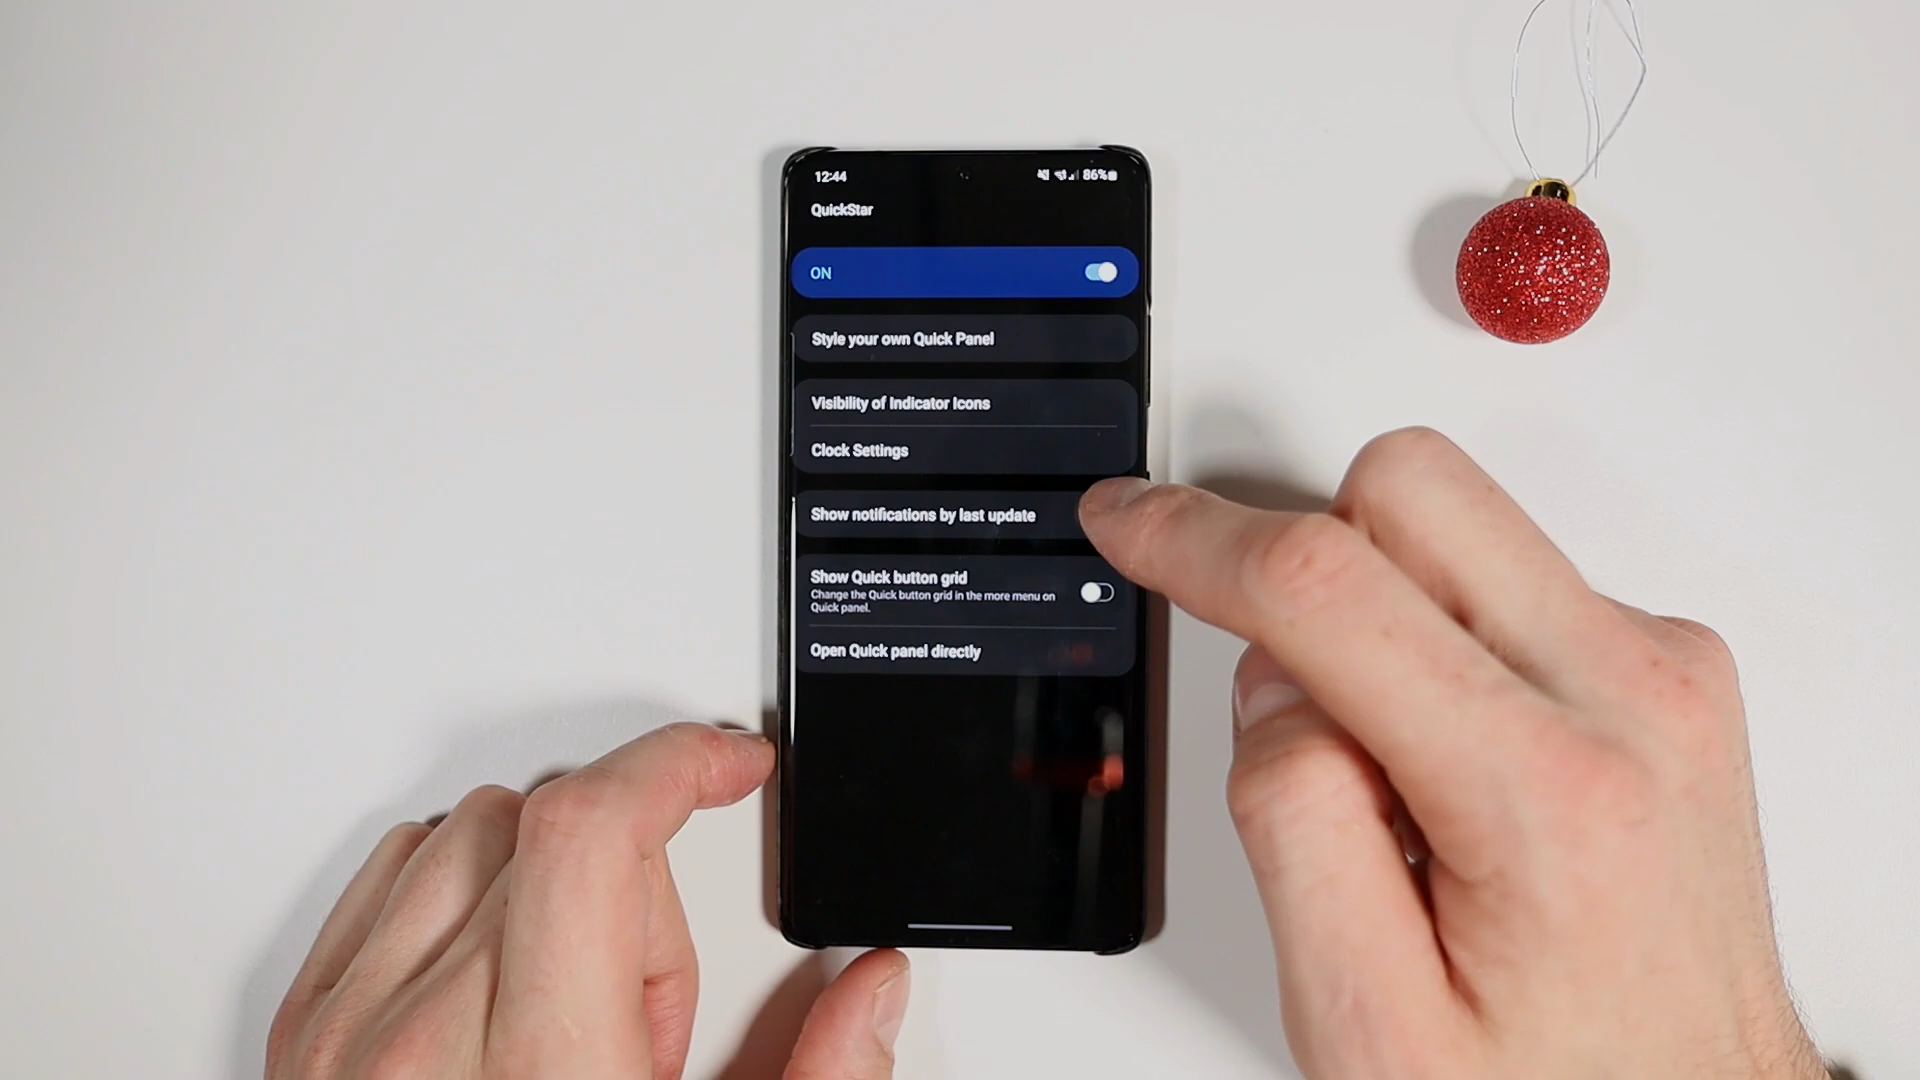 12:44 86%
QuickStar
ON
Style your own Quick Panel
Visibility of Indicator Icons
Clock Settings
Show notifications by last update
Show Quick button grid
Change the Quick button grid in the more menu on
Quick panel.
Open Quick panel directly